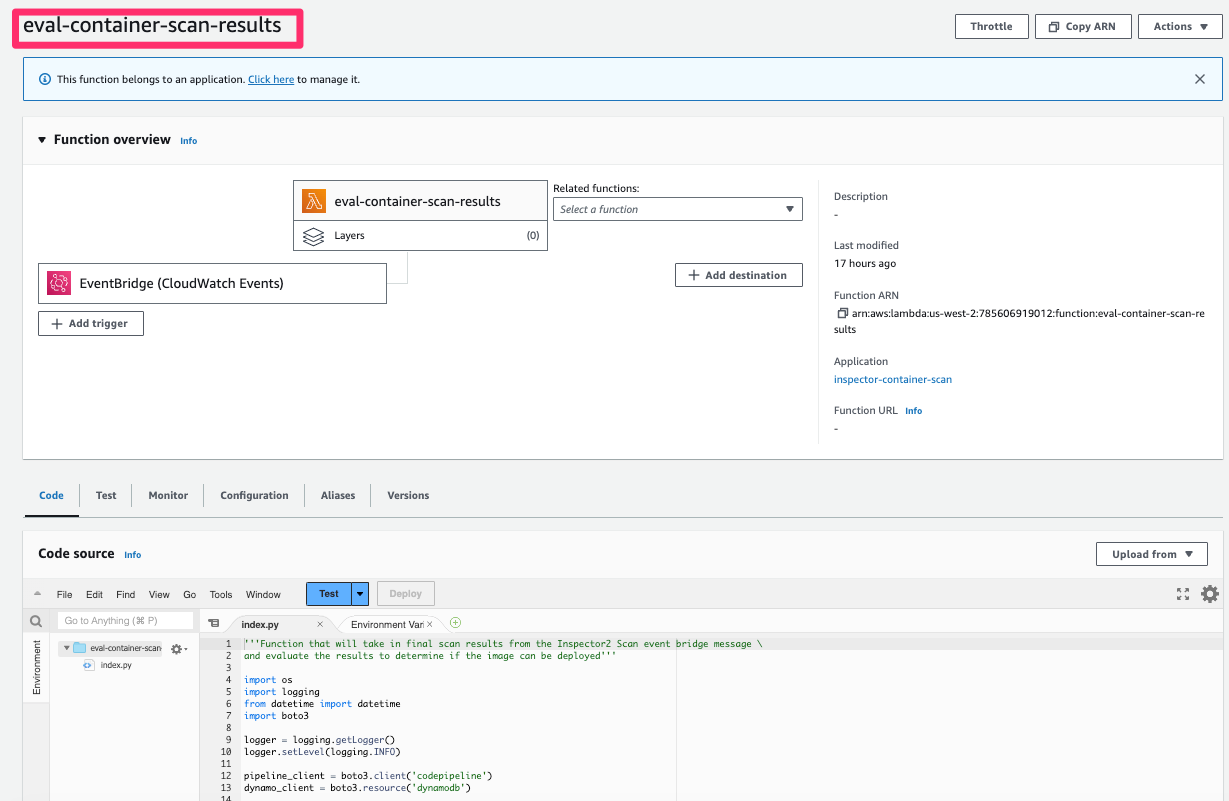 eval-container-scan-results
Throttle
Copy ARN
Actions
This function belongs to an application. Click here to manage it.
Function overview Info
eval-container-scan-results
Layers (0)
Related functions:
Select a function
EventBridge (CloudWatch Events)
Add trigger
Add destination
Description
-
Last modified
17 hours ago
Function ARN
arn:aws:lambda:us-west-2:785606919012:function:eval-container-scan-re
sults
Application
inspector-container-scan
Function URL Info
-
Code
Test
Monitor
Configuration
Aliases
Versions
Code source Info
Upload from
File Edit Find View Go Tools Window
Test
Deploy
Go to Anything (⌘ P)
index.py
Environment Vari
Environment
eval-container-scan
index.py
1 '''Function that will take in final scan results from the Inspector2 Scan event bridge message \
2 and evaluate the results to determine if the image can be deployed'''
3
4 import os
5 import logging
6 from datetime import datetime
7 import boto3
8
9 logger = logging.getLogger()
10 logger.setLevel(logging.INFO)
11
12 pipeline_client = boto3.client('codepipeline')
13 dynamo_client = boto3.resource('dynamodb')
14